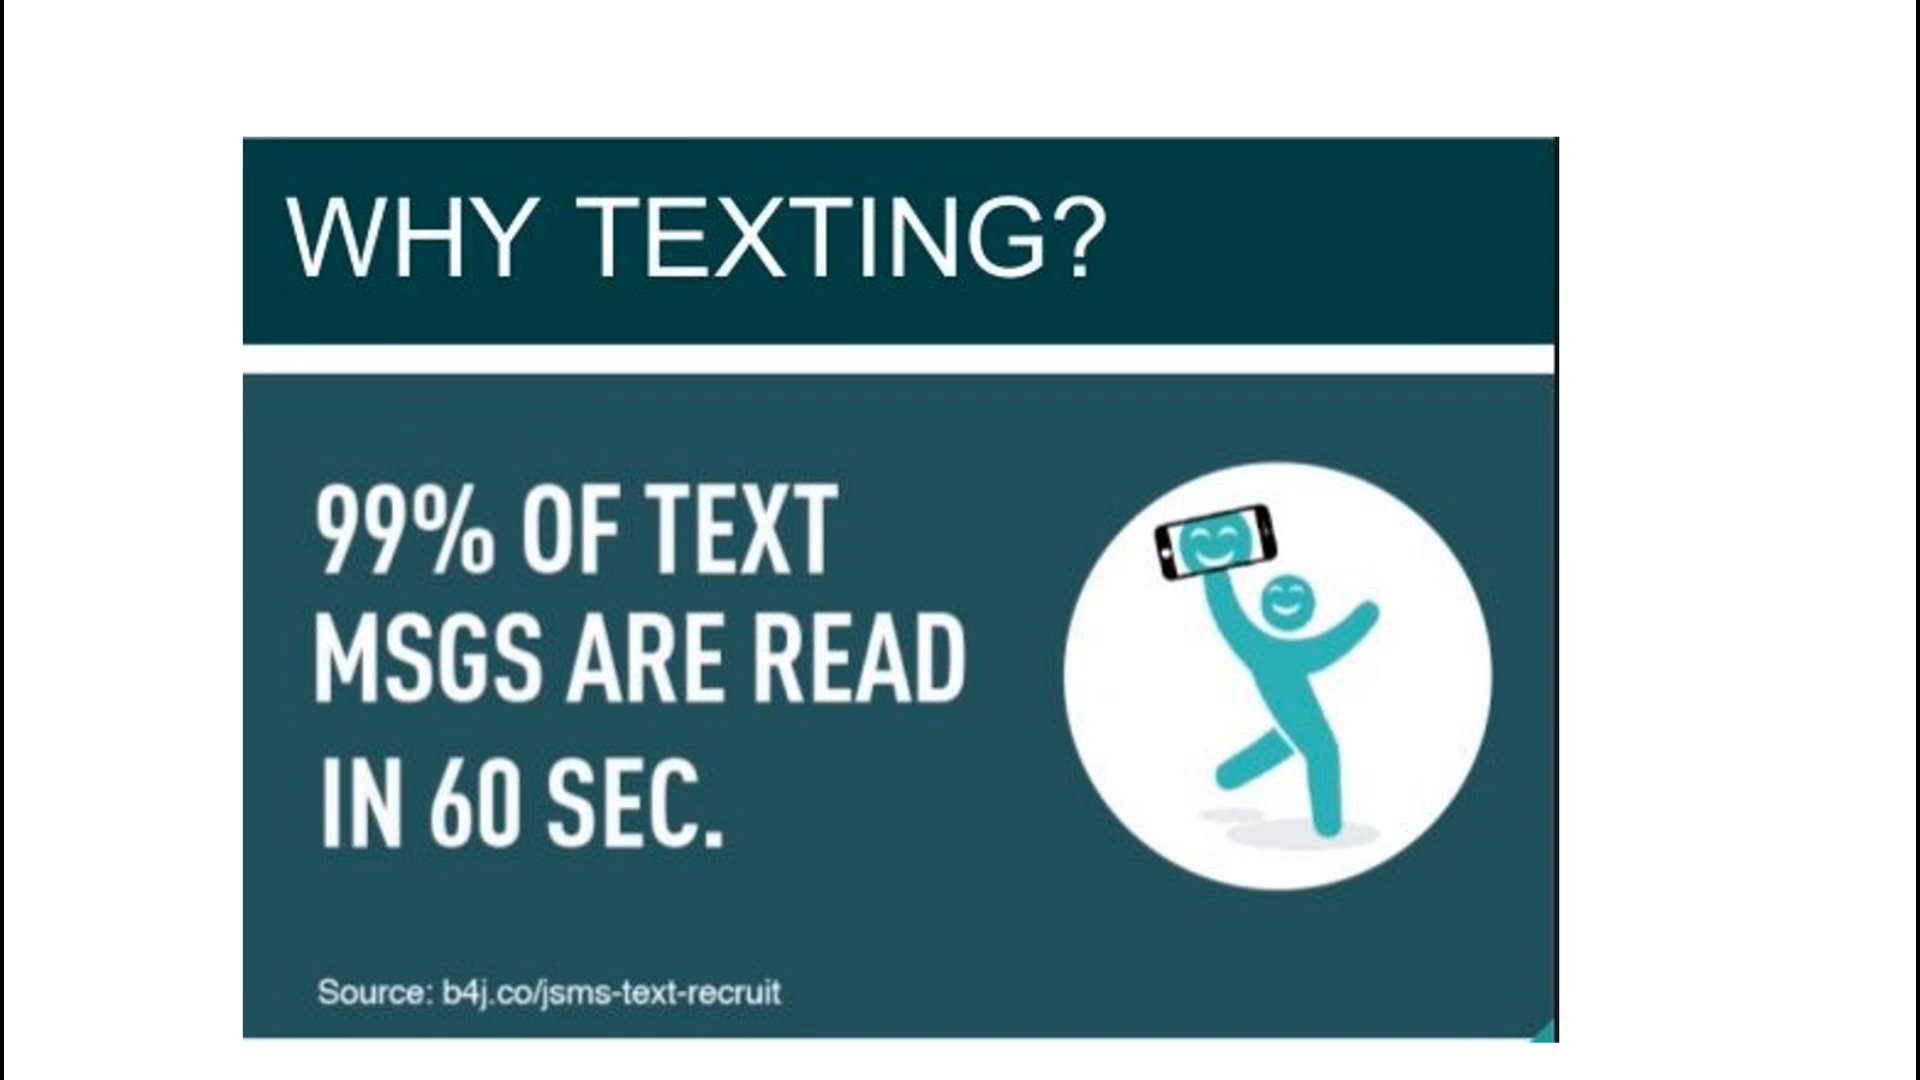 WHY TEXTING?
99% OF TEXT
MSGS ARE READ
IN 60 SEC.
Source: b4j.co/jsms-text-recruit